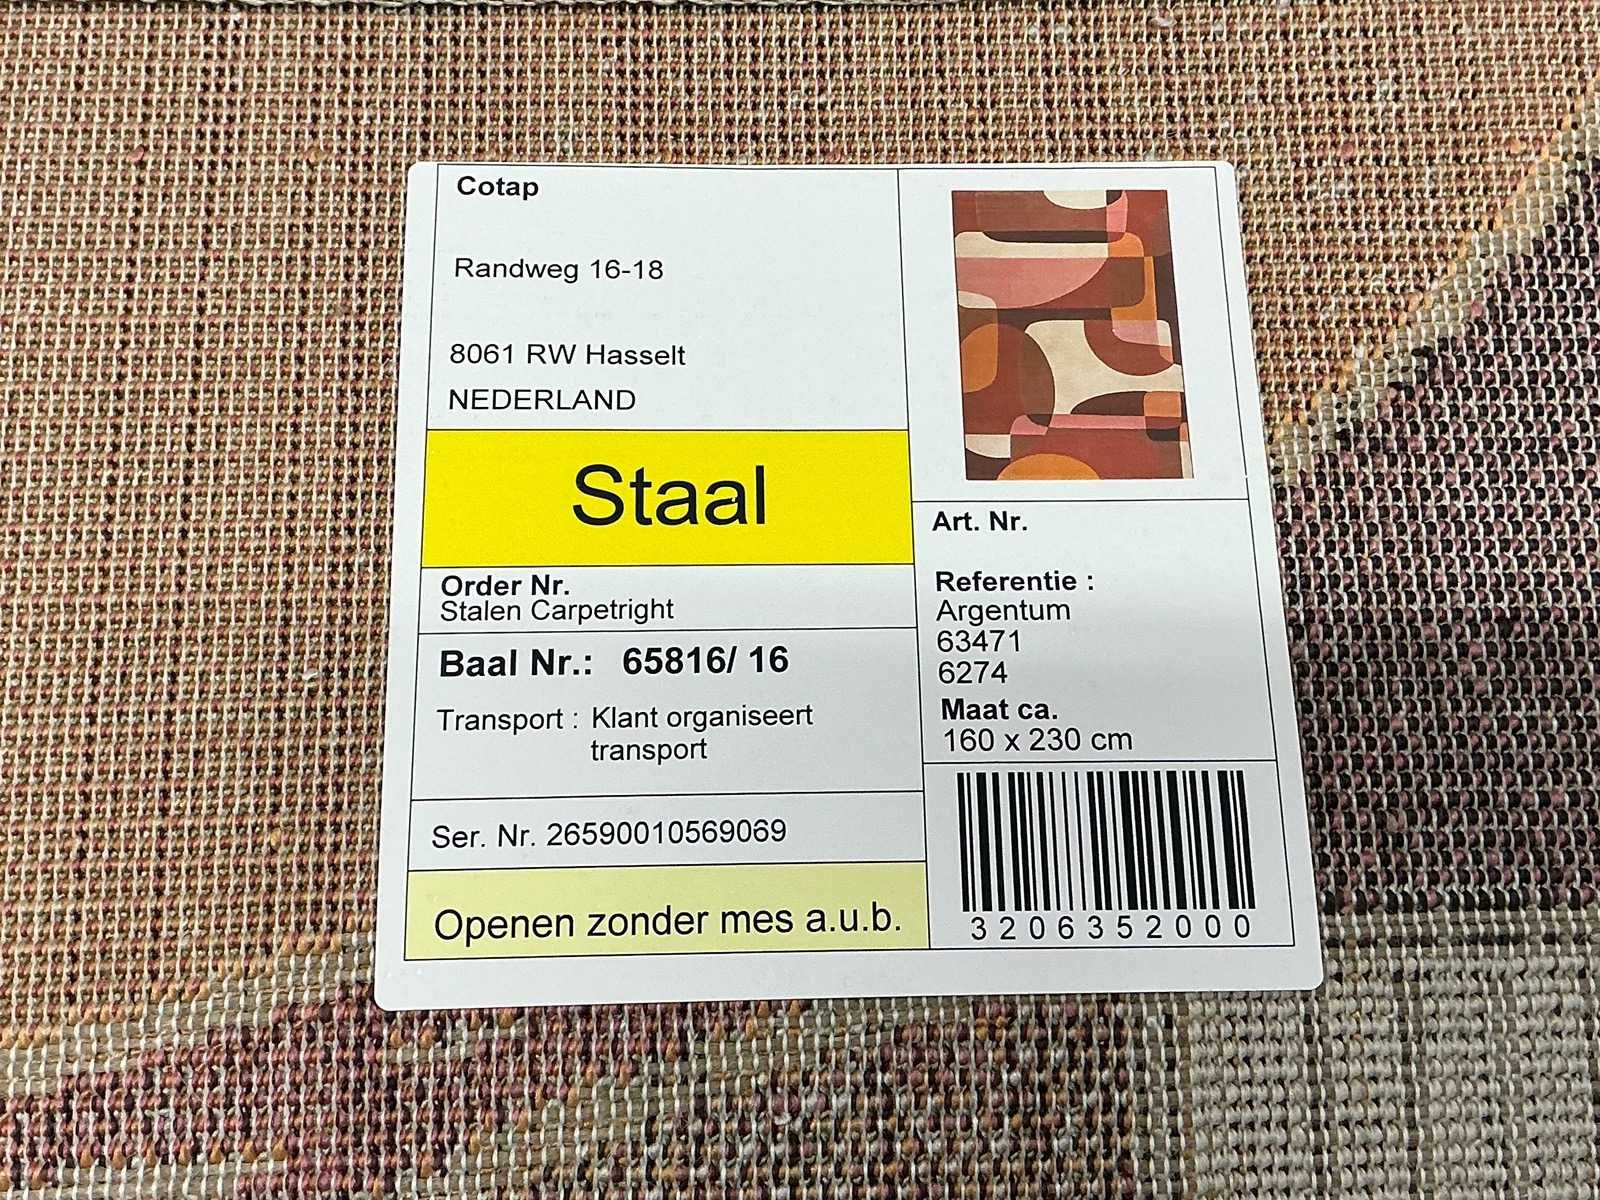 Cotap
Randweg 16-18
8061 RW Hasselt
NEDERLAND
Staal
Order Nr.
Stalen Carpetright
Baal Nr.: 65816/ 16
Transport : Klant organiseert
transport
Ser. Nr. 26590010569069
Openen zonder mes a.u.b.
Art. Nr.
Referentie :
Argentum
63471
6274
Maat ca.
160 x 230 cm
3206352000